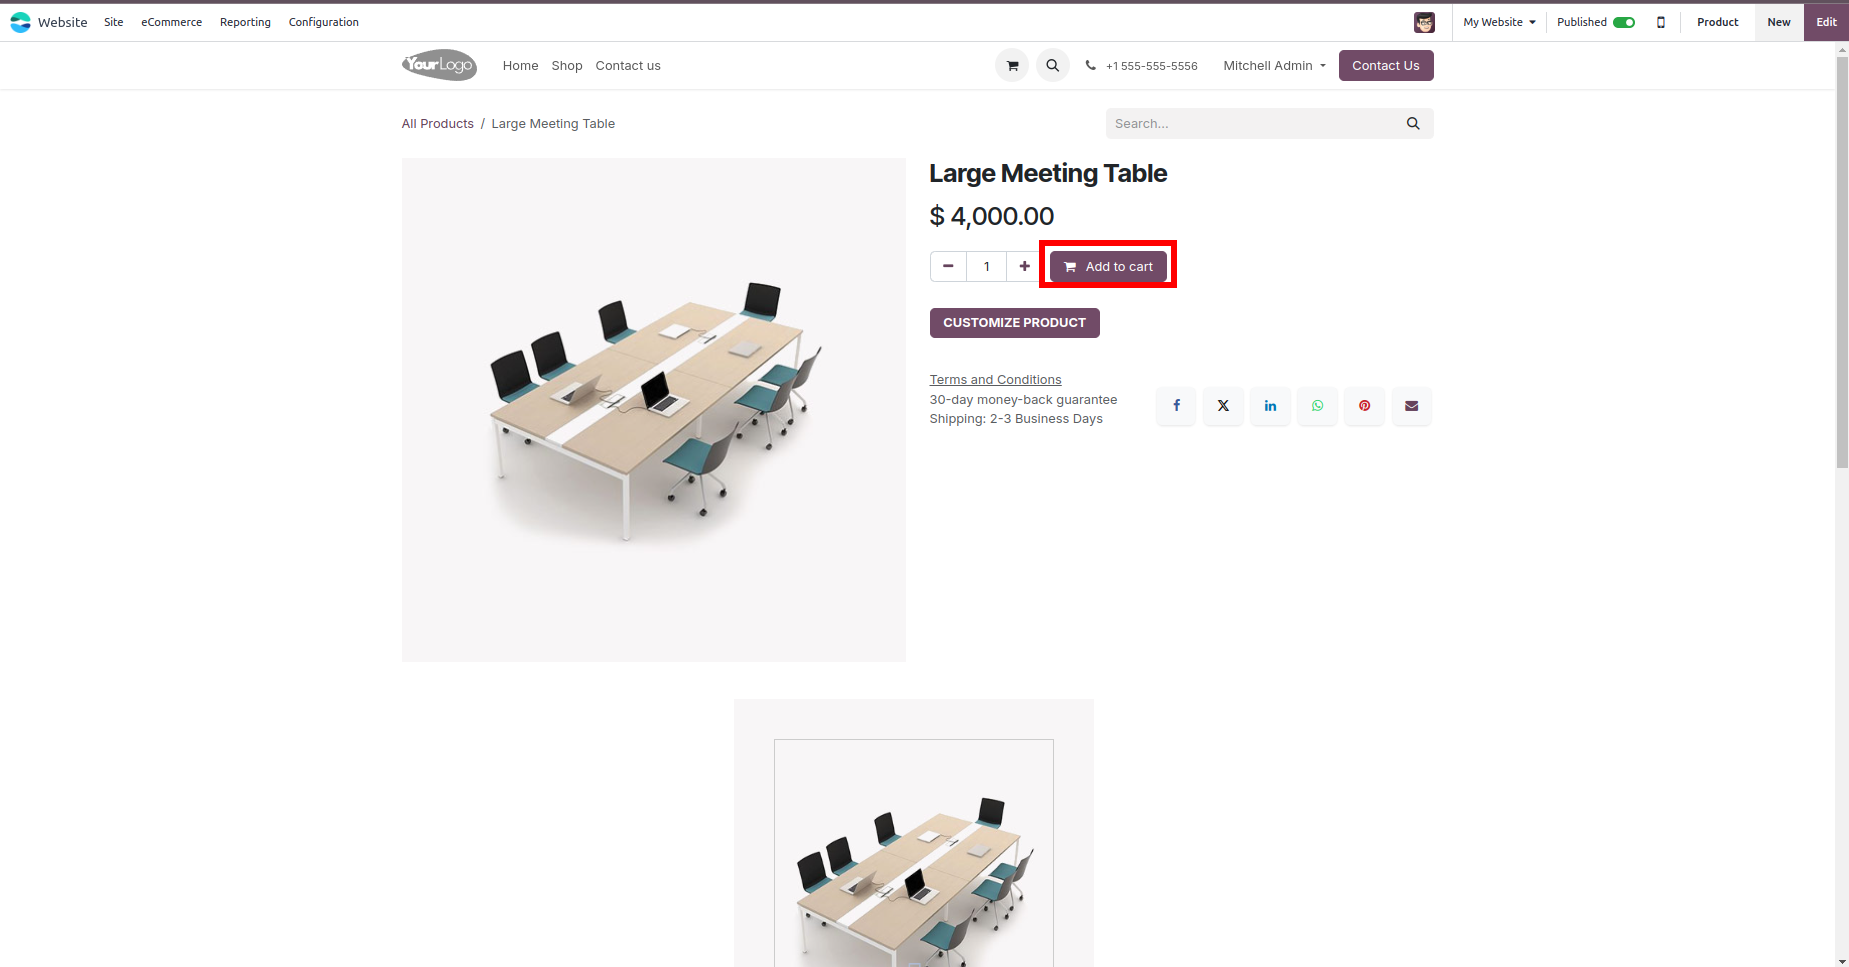 Website Site eCommerce Reporting Configuration My Website Published Product New Edit
YourLogo Home Shop Contact us +1 555-555-5556 Mitchell Admin Contact Us
All Products / Large Meeting Table Search...
Large Meeting Table
$ 4,000.00
1 Add to cart
CUSTOMIZE PRODUCT
Terms and Conditions
30-day money-back guarantee
Shipping: 2-3 Business Days